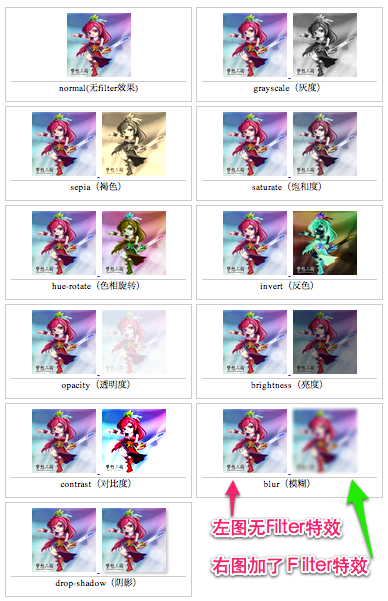 normal(无filter效果)
grayscale（灰度）
sepia（褐色）
saturate（饱和度）
hue-rotate（色相旋转）
invert（反色）
opacity（透明度）
brightness（亮度）
contrast（对比度）
blur（模糊）
左图无Filter特效
右图加了Filter特效
drop-shadow（阴影）